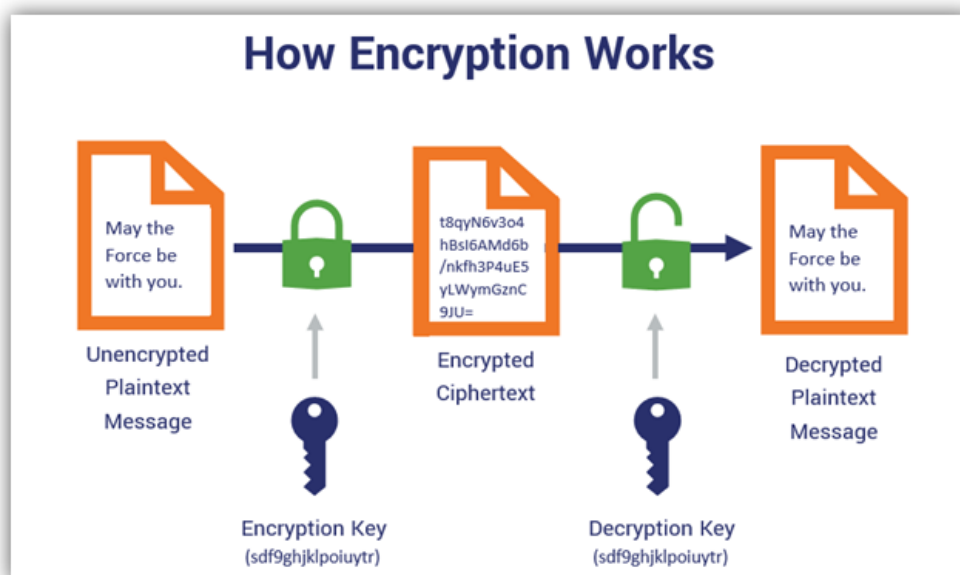 How Encryption Works
May the
Force be
with you.
Unencrypted
Plaintext
Message
Encryption Key
(sdf9ghjklpoiuytr)
t8qyN6v3o4
hBsI6AMd6b
/nkfh3P4uE5
yLWymGznC
9JU=
Encrypted
Ciphertext
Decryption Key
(sdf9ghjklpoiuytr)
May the
Force be
with you.
Decrypted
Plaintext
Message